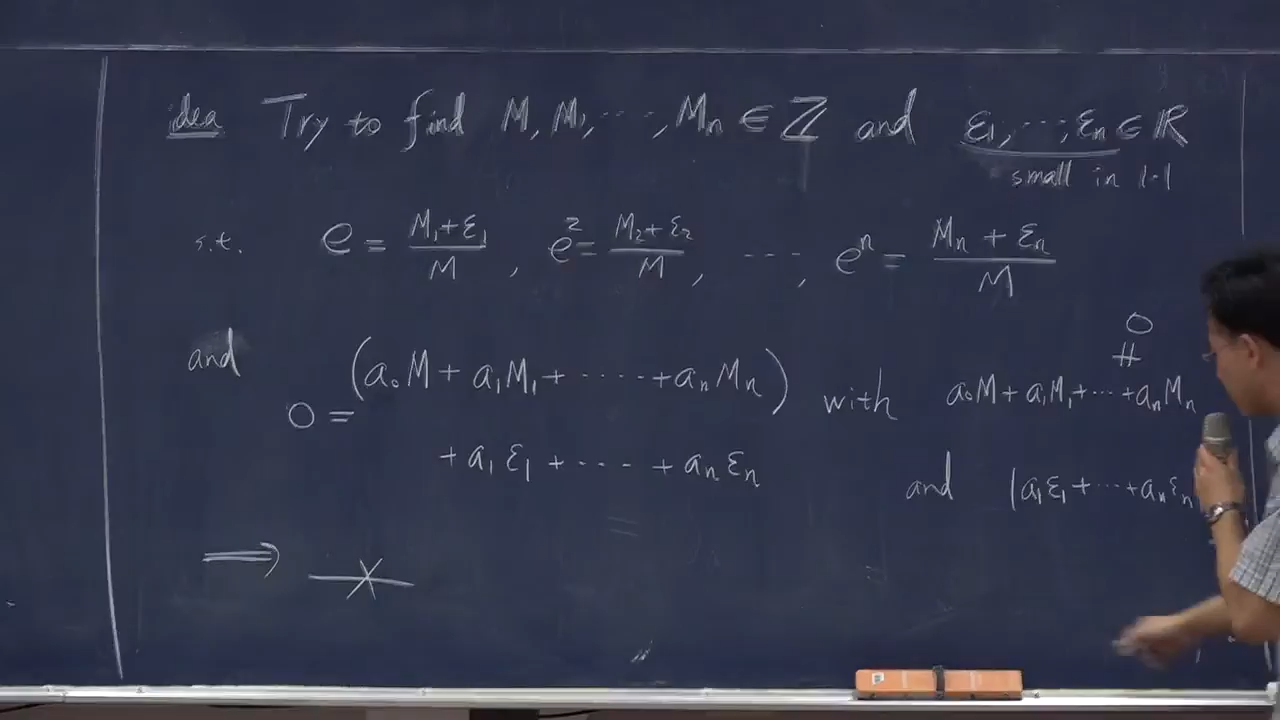 idea Try to find M, M₁, ⋯, Mₙ ∈ ℤ and ε₁, ⋯, εₙ ∈ ℝ
small in |·|
s.t. e = (M₁+ε₁)/M , e² = (M₂+ε₂)/M , ⋯ , eⁿ = (Mₙ + εₙ)/M
and 0 = (a₀M + a₁M₁ + ⋯⋯ + aₙMₙ) with a₀M + a₁M₁ + ⋯ + aₙMₙ ≠ 0
+ a₁ε₁ + ⋯⋯ + aₙεₙ and |a₁ε₁ + ⋯ + aₙεₙ
⟹ ※